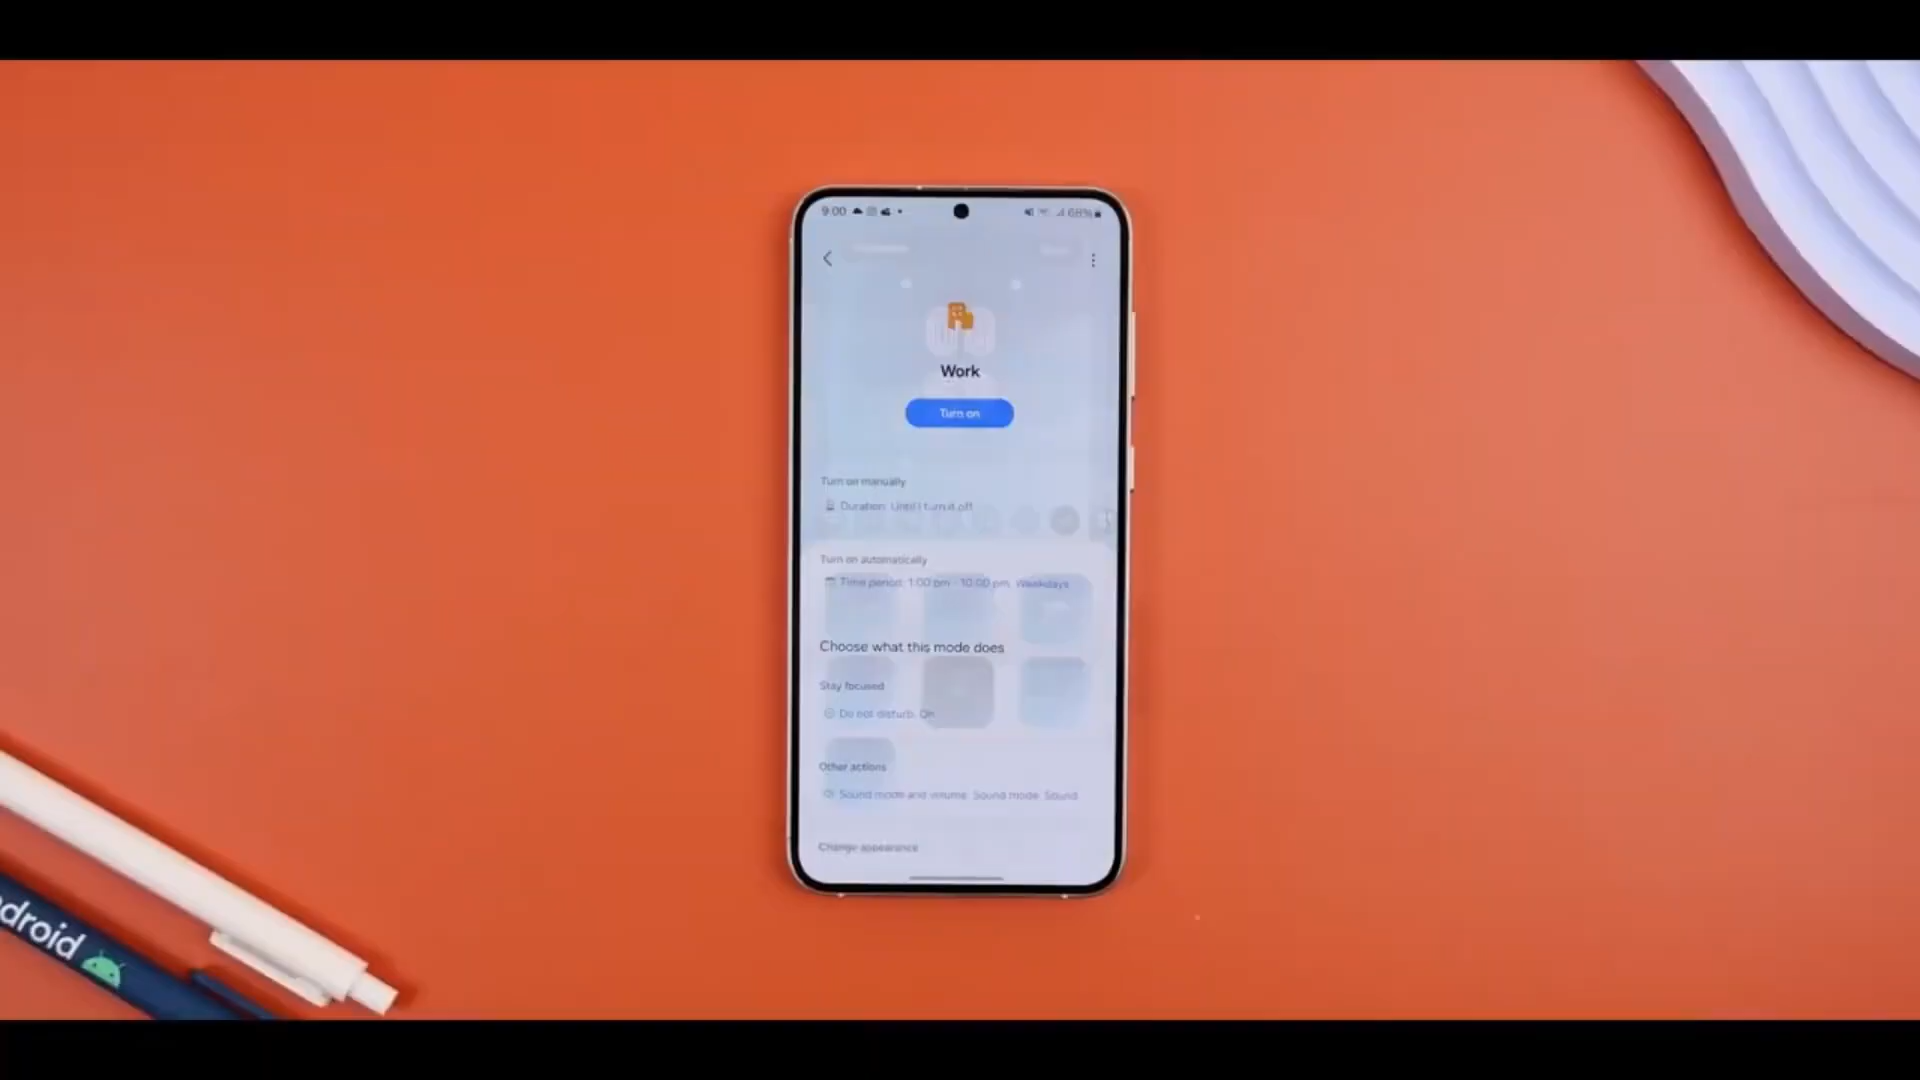 9:00
68%
Work
Turn on
Turn on manually
Duration: Until I turn it off
Turn on automatically
Time period: 1:00 pm - 10:00 pm, Weekdays
Choose what this mode does
Stay focused
Do not disturb: On
Other actions
Sound mode and volume: Sound mode: Sound
Change appearance
droid